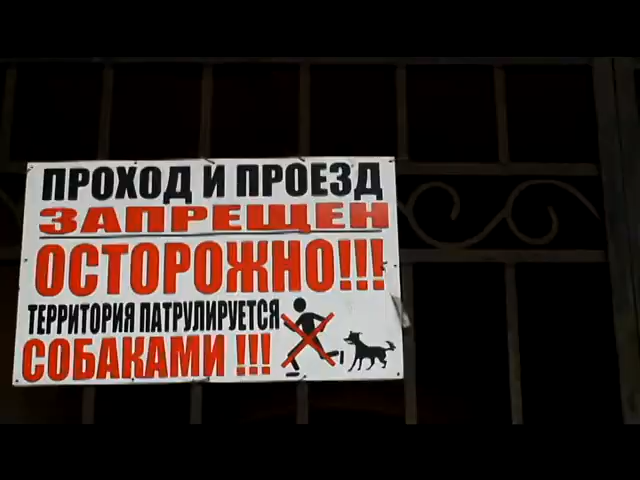 ПРОХОД И ПРОЕЗД
ЗАПРЕЩЕН
ОСТОРОЖНО!!!
ТЕРРИТОРИЯ ПАТРУЛИРУЕТСЯ
СОБАКАМИ !!!